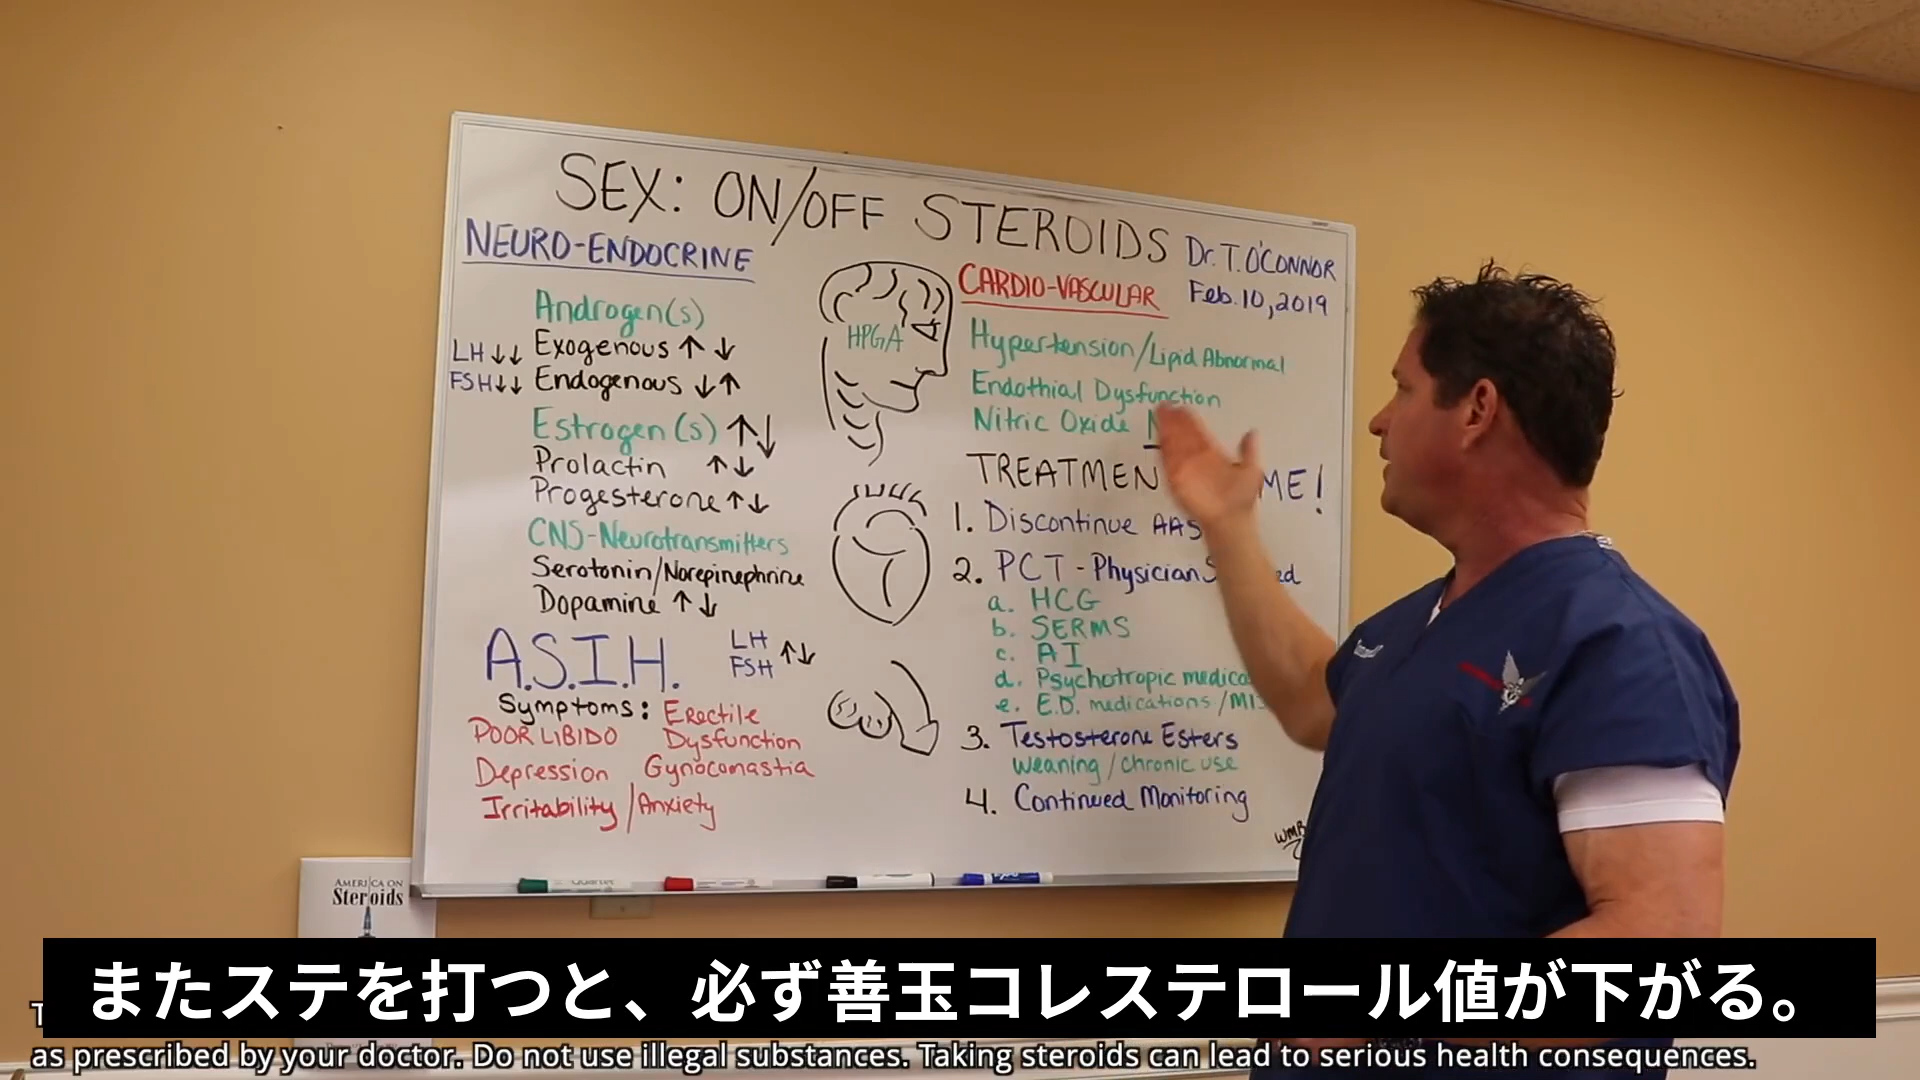 SEX: ON/OFF STEROIDS
Dr. T. O'CONNOR
Feb. 10, 2019
NEURO-ENDOCRINE
Androgen(s)
LH ↓↓ Exogenous ↑ ↓
FSH ↓↓ Endogenous ↓↑
Estrogen(s) ↑↓
Prolactin ↑↓
Progesterone ↑↓
CNS-Neurotransmitters
Serotonin/Norepinephrine
Dopamine ↑↓
A.S.I.H.
LH
FSH ↑↓
Symptoms: Erectile
POOR LIBIDO Dysfunction
Depression Gynocomastia
Irritability/Anxiety
HPGA
CARDIO-VASCULAR
Hypertension/Lipid Abnormal
Endothial Dysfunction
Nitric Oxide
TREATMEN ME!
1. Discontinue AAS
2. PCT - Physician S ed
a. HCG
b. SERMS
c. AI
d. Psychotropic medica
e. E.D. medications/
3. Testosterone Esters
weaning/chronic use
4. Continued Monitoring
WMB
AMERICA ON
Steroids
またステを打つと、必ず善玉コレステロール値が下がる。
as prescribed by your doctor. Do not use illegal substances. Taking steroids can lead to serious health consequences.